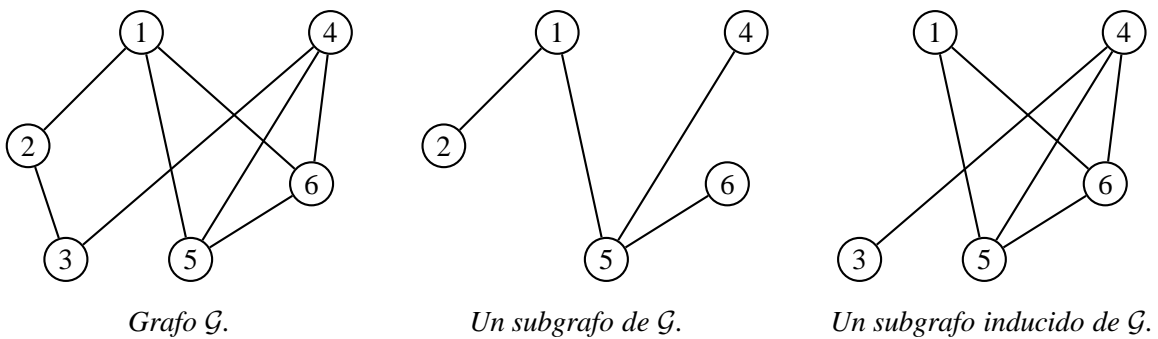 1 4 1 4 1 4
2 2
6 6 6
3 5 5 3 5
Grafo G. Un subgrafo de G. Un subgrafo inducido de G.